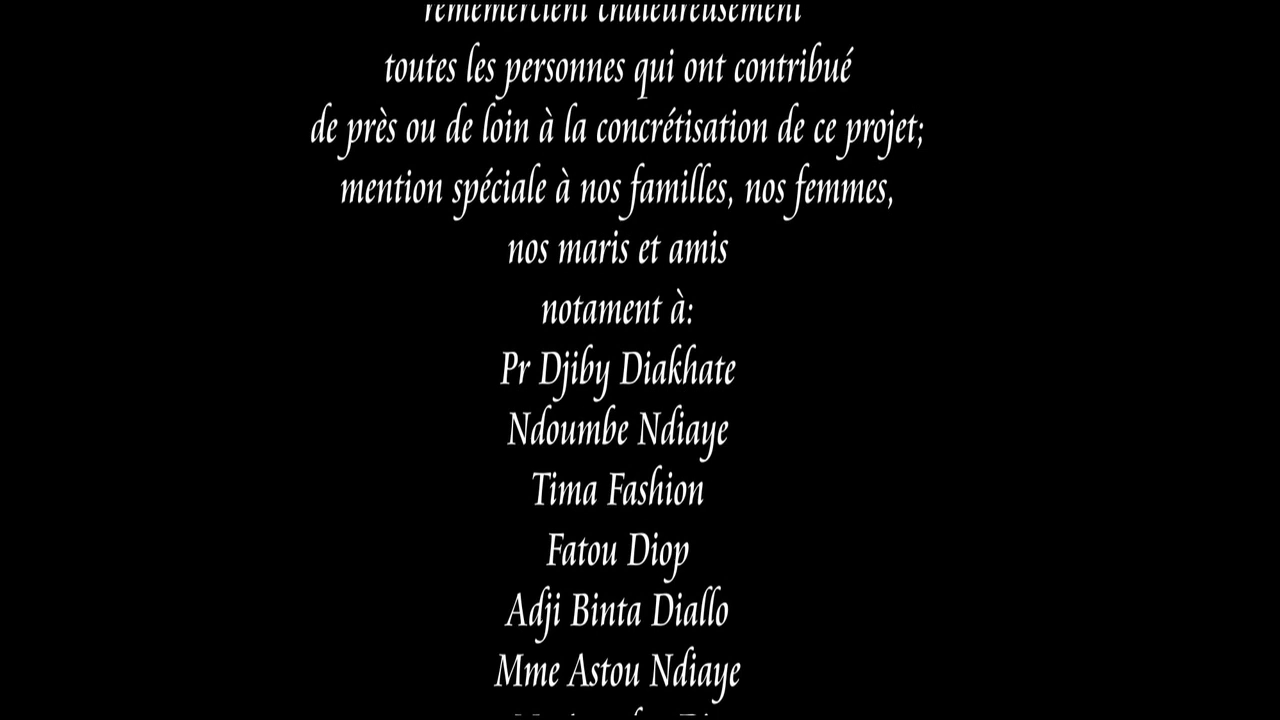 rememercient chaleureusement
toutes les personnes qui ont contribué
de près ou de loin à la concrétisation de ce projet;
mention spéciale à nos familles, nos femmes,
nos maris et amis
notament à:
Pr Djiby Diakhate
Ndoumbe Ndiaye
Tima Fashion
Fatou Diop
Adji Binta Diallo
Mme Astou Ndiaye